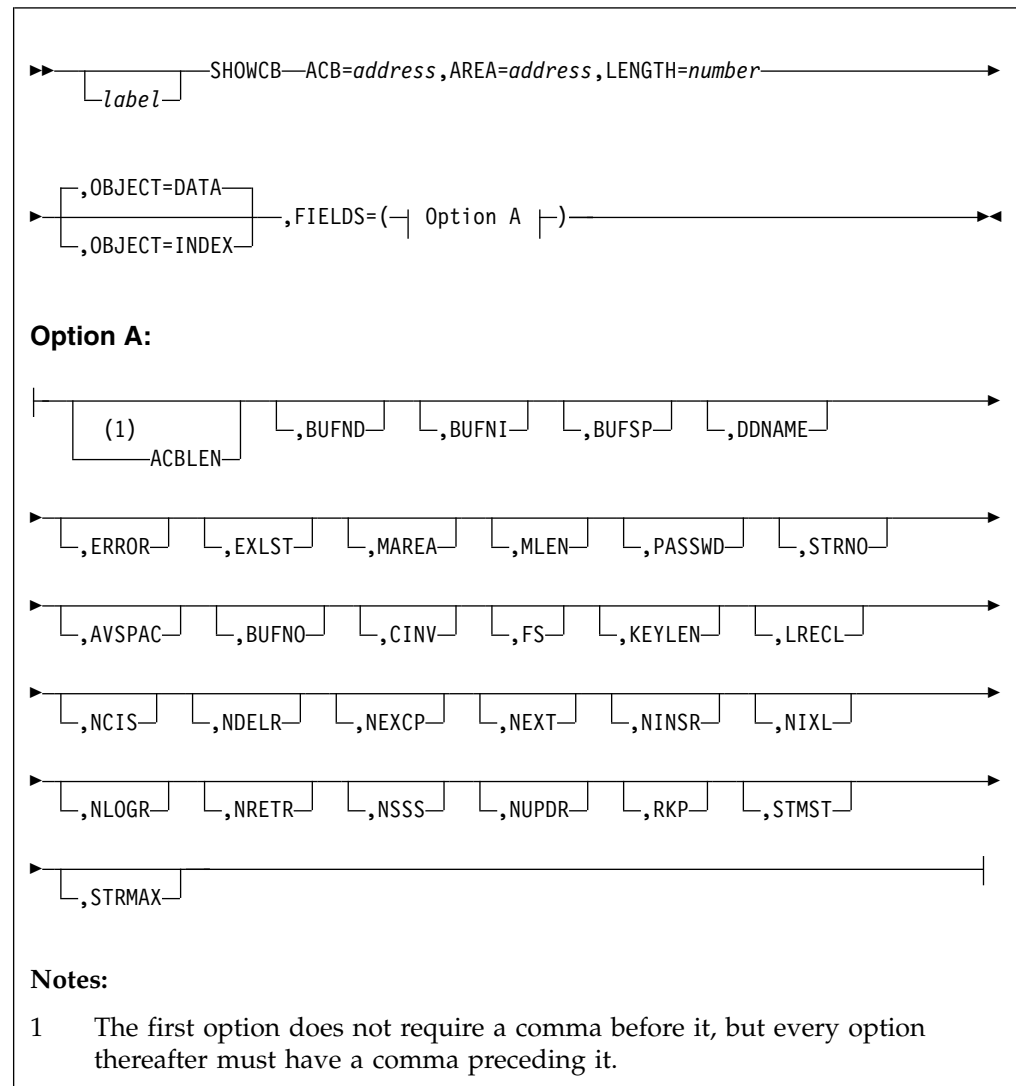 SHOWCB ACB=address,AREA=address,LENGTH=number
label
,OBJECT=DATA
,OBJECT=INDEX
,FIELDS=( Option A )
Option A:
(1)
ACBLEN ,BUFND ,BUFNI ,BUFSP ,DDNAME
,ERROR ,EXLST ,MAREA ,MLEN ,PASSWD ,STRNO
,AVSPAC ,BUFNO ,CINV ,FS ,KEYLEN ,LRECL
,NCIS ,NDELR ,NEXCP ,NEXT ,NINSR ,NIXL
,NLOGR ,NRETR ,NSSS ,NUPDR ,RKP ,STMST
,STRMAX
Notes:
1 The first option does not require a comma before it, but every option
thereafter must have a comma preceding it.